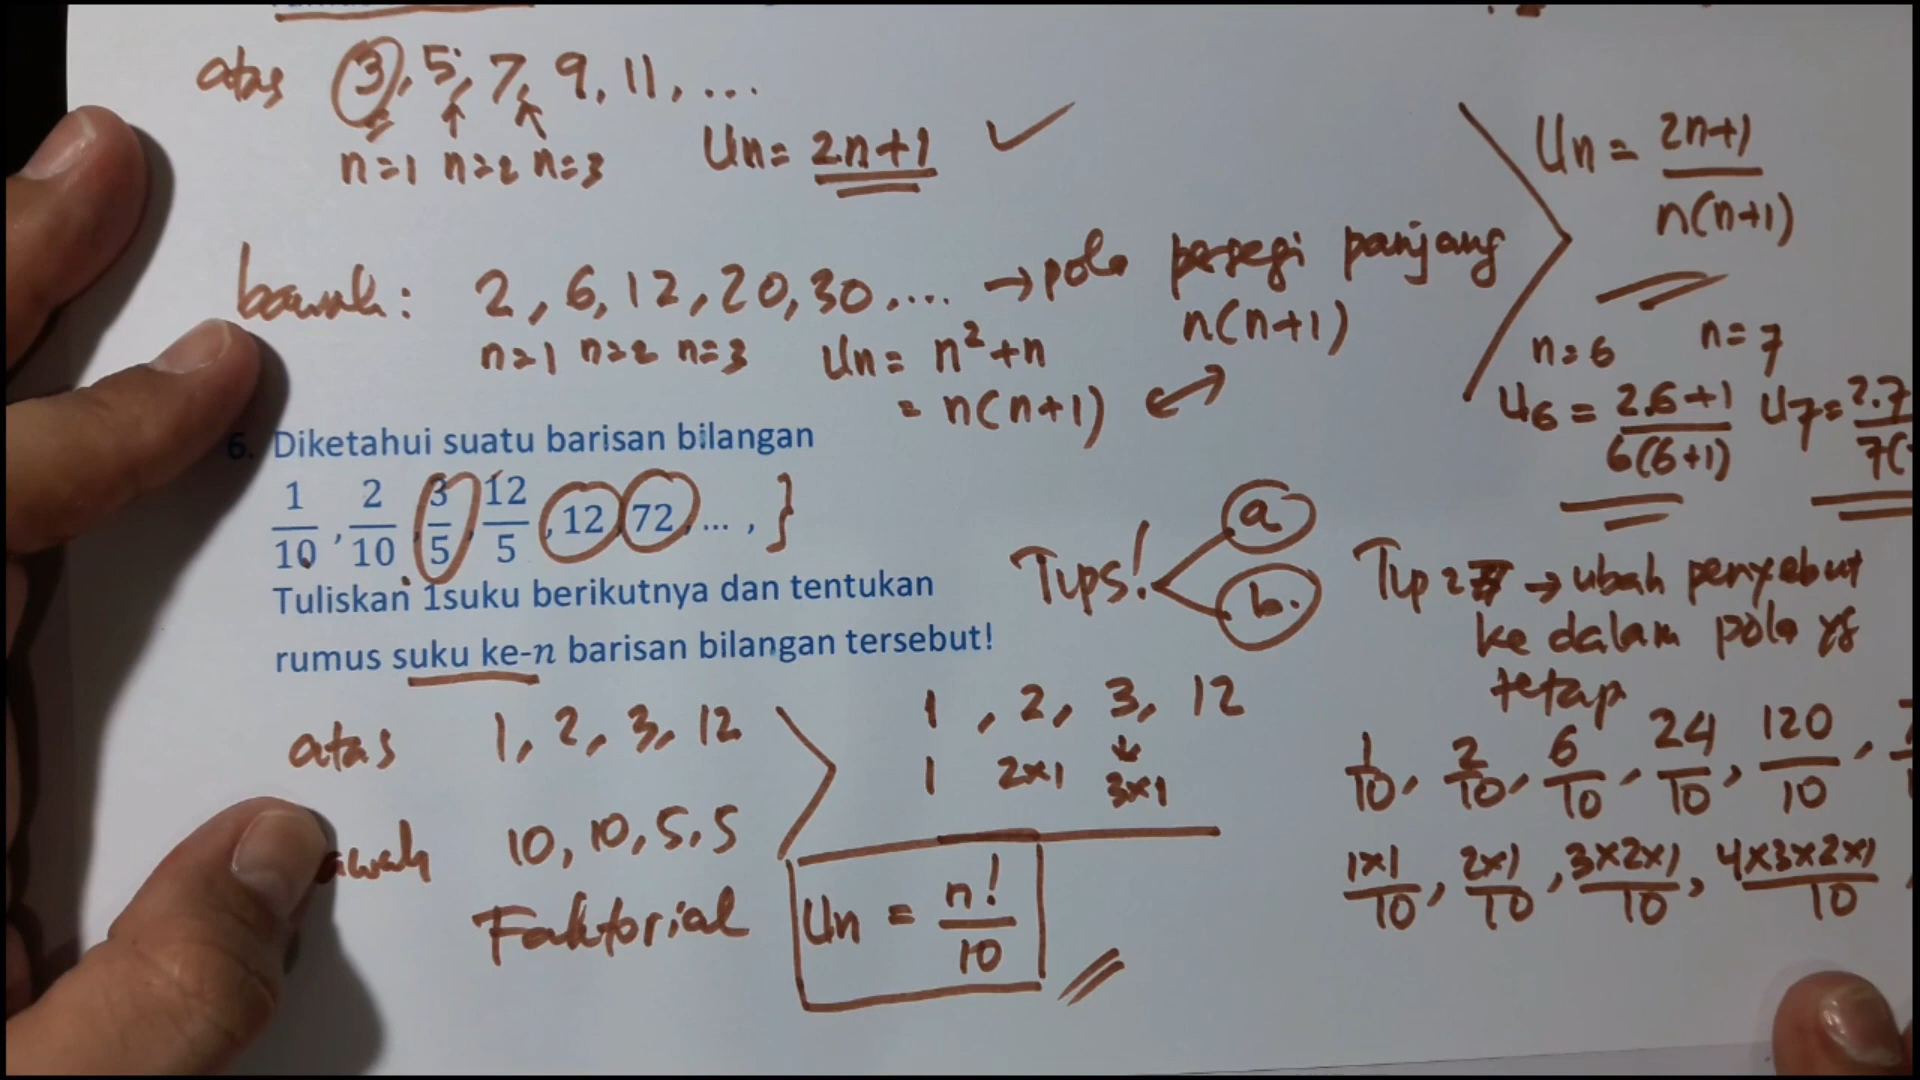 atas 3, 5, 7, 9, 11, ...
n=1 n=2 n=3 Un = 2n+1 ✓
Un = 2n+1 / n(n+1)
bawah: 2, 6, 12, 20, 30, ... → pola persegi panjang
n(n+1)
n=1 n=2 n=3 Un = n²+n
= n(n+1)
n=6 n=7
U6 = 2.6+1 / 6(6+1) U7 = 2.7 / 7(
6. Diketahui suatu barisan bilangan
1/10, 2/10, 3/5, 12/5, 12, 72, ... , }
Tuliskan 1suku berikutnya dan tentukan
rumus suku ke-n barisan bilangan tersebut!
Tips! a
b.
→ ubah penyebut
ke dalam pola yg
tetap
atas 1, 2, 3, 12
awah 10, 10, 5, 5
Faktorial
1, 2, 3, 12
1 2×1 3×1
Un = n! / 10
1/10, 2/10, 6/10, 24/10, 120/10,
1×1/10, 2×1/10, 3×2×1/10, 4×3×2×1/10,